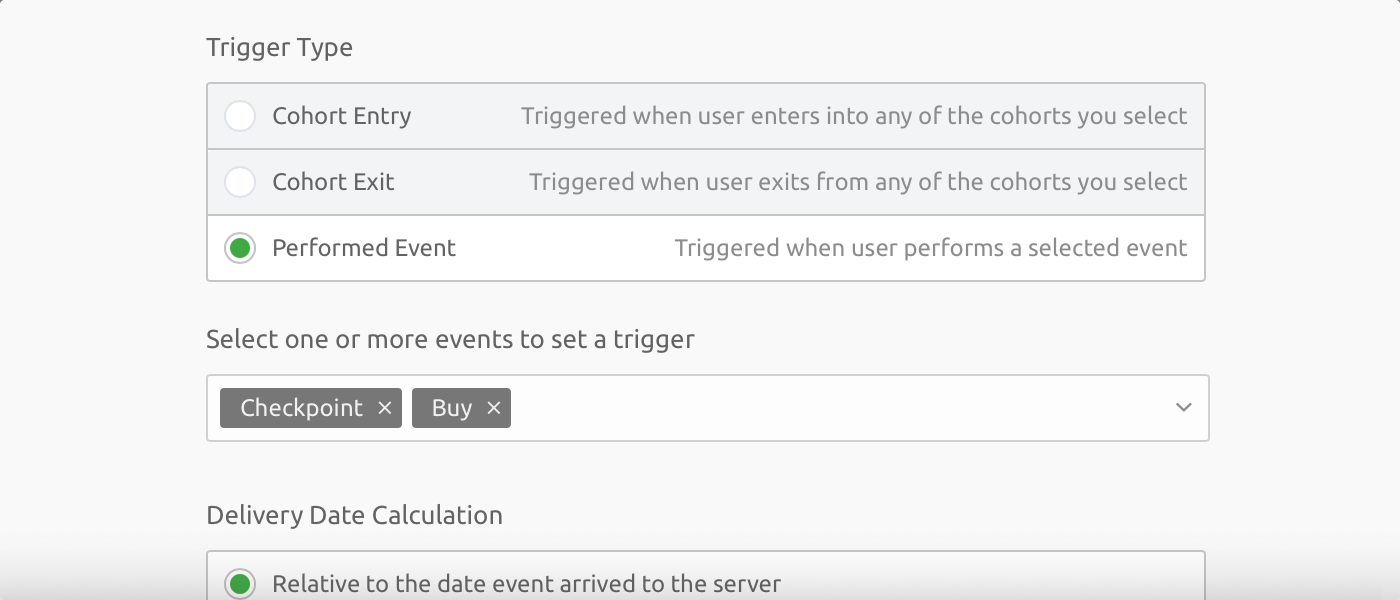 Trigger Type
Cohort Entry Triggered when user enters into any of the cohorts you select
Cohort Exit Triggered when user exits from any of the cohorts you select
Performed Event Triggered when user performs a selected event
Select one or more events to set a trigger
Checkpoint × Buy ×
Delivery Date Calculation
Relative to the date event arrived to the server